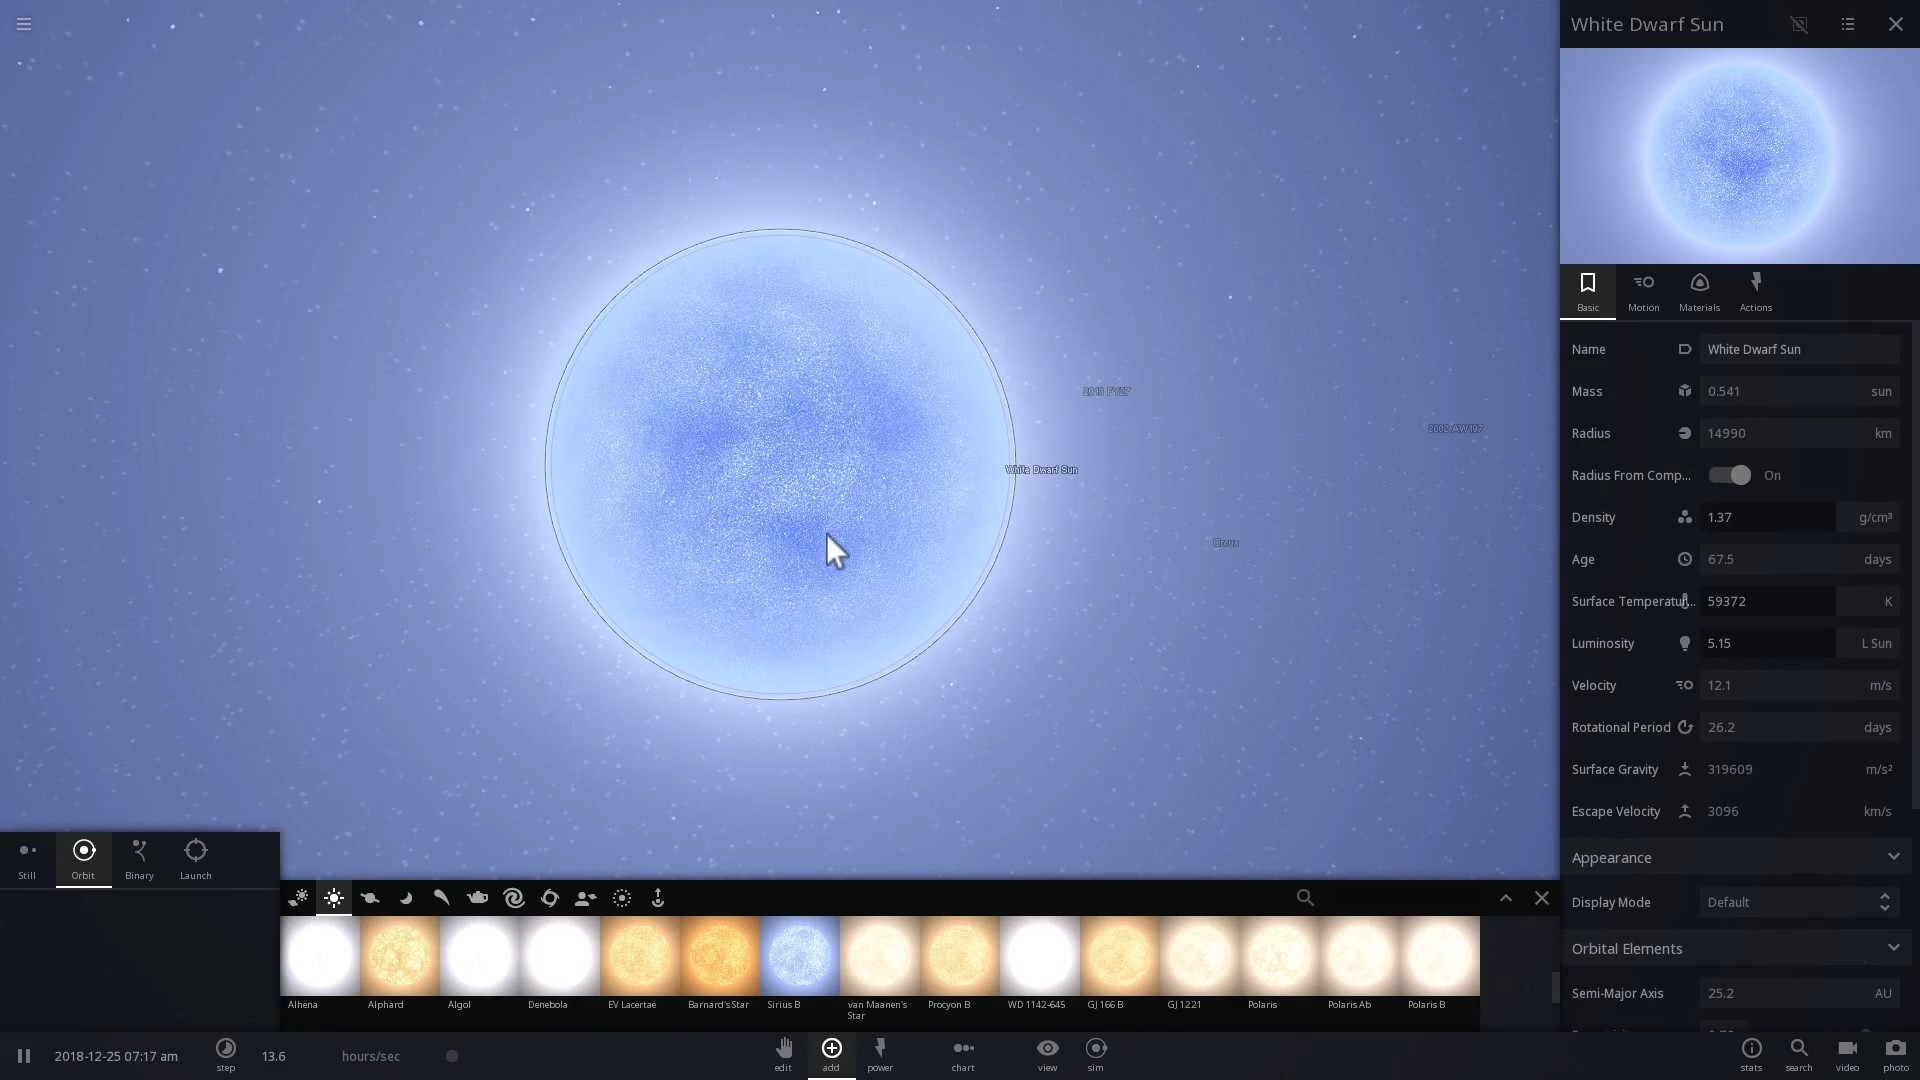 White Dwarf Sun
Basic
Motion
Materials
Actions
Name
White Dwarf Sun
Mass
0.541
sun
Radius
14990
km
Radius From Comp...
On
Density
1.37
g/cm³
Age
67.5
days
Surface Temperatur...
59372
K
Luminosity
5.15
L Sun
Velocity
12.1
m/s
Rotational Period
26.2
days
Surface Gravity
319609
m/s²
Escape Velocity
3096
km/s
Appearance
Display Mode
Default
Orbital Elements
Semi-Major Axis
25.2
AU
2013 FY27
2002 AW197
White Dwarf Sun
Orcus
Still
Orbit
Binary
Launch
Alhena
Alphard
Algol
Denebola
EV Lacertae
Barnard's Star
Sirius B
van Maanen's
Star
Procyon B
WD 1142-645
GJ 166 B
GJ 1221
Polaris
Polaris Ab
Polaris B
2018-12-25 07:17 am
step
13.6
hours/sec
edit
add
power
chart
view
sim
stats
search
video
photo